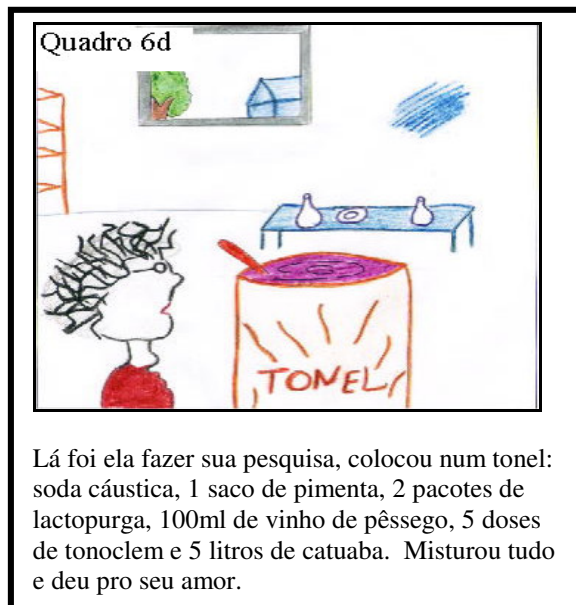 Quadro 6d
TONEL
Lá foi ela fazer sua pesquisa, colocou num tonel:
soda cáustica, 1 saco de pimenta, 2 pacotes de
lactopurga, 100ml de vinho de pêssego, 5 doses
de tonoclem e 5 litros de catuaba.  Misturou tudo
e deu pro seu amor.